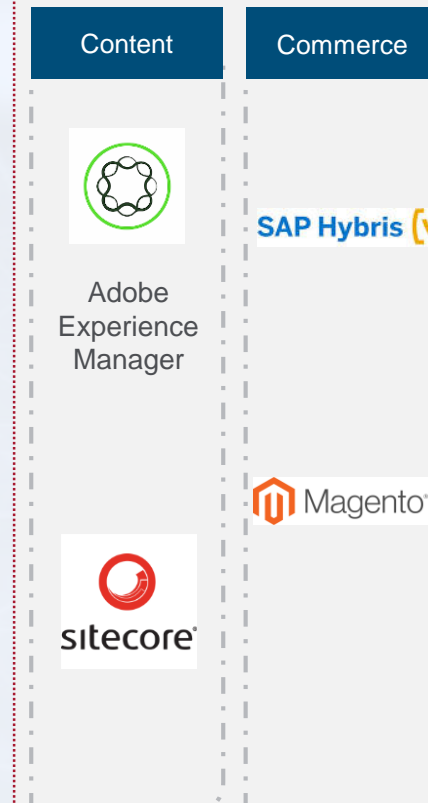 Content
Commerce
SAP Hybris
Adobe
Experience
Manager
Magento
sitecore